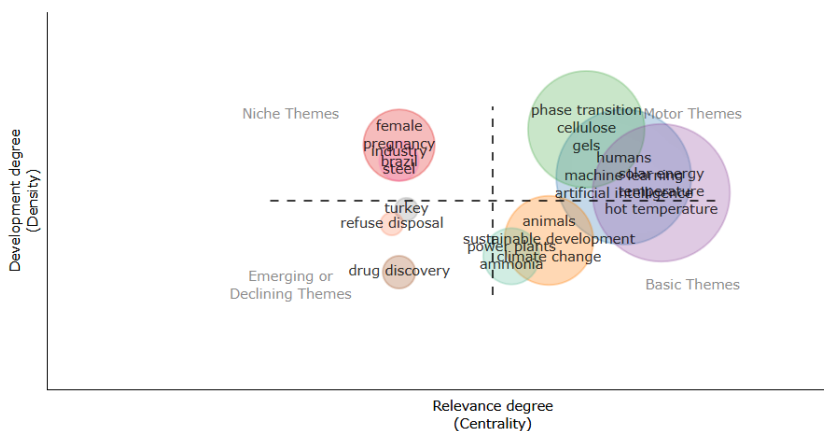 Niche Themes
Motor Themes
phase transition
cellulose
gels
female
pregnancy
brazil
industry
steel
humans
machine learning
artificial intelligence
solar energy
temperature
hot temperature
turkey
refuse disposal
drug discovery
animals
sustainable development
climate change
power plants
ammonia
Emerging or
Declining Themes
Basic Themes
Development degree
(Density)
Relevance degree
(Centrality)